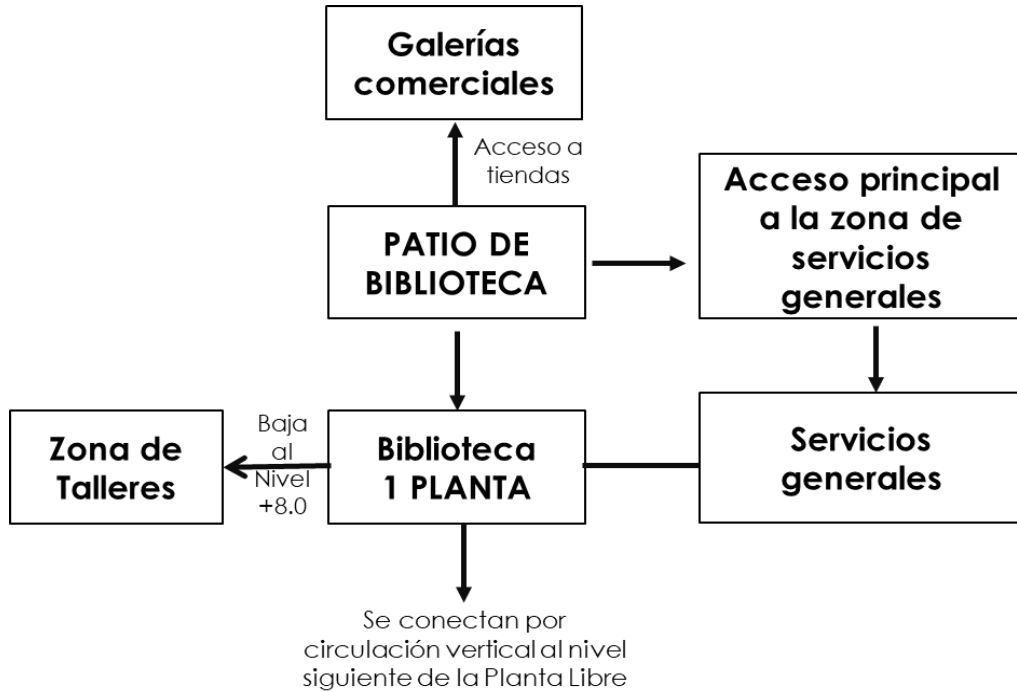 Galerías
comerciales
Acceso a
tiendas
Acceso principal
a la zona de
servicios
generales
PATIO DE
BIBLIOTECA
Zona de
Talleres
Baja
al
Nivel
+8.0
Biblioteca
1 PLANTA
Servicios
generales
Se conectan por
circulación vertical al nivel
siguiente de la Planta Libre